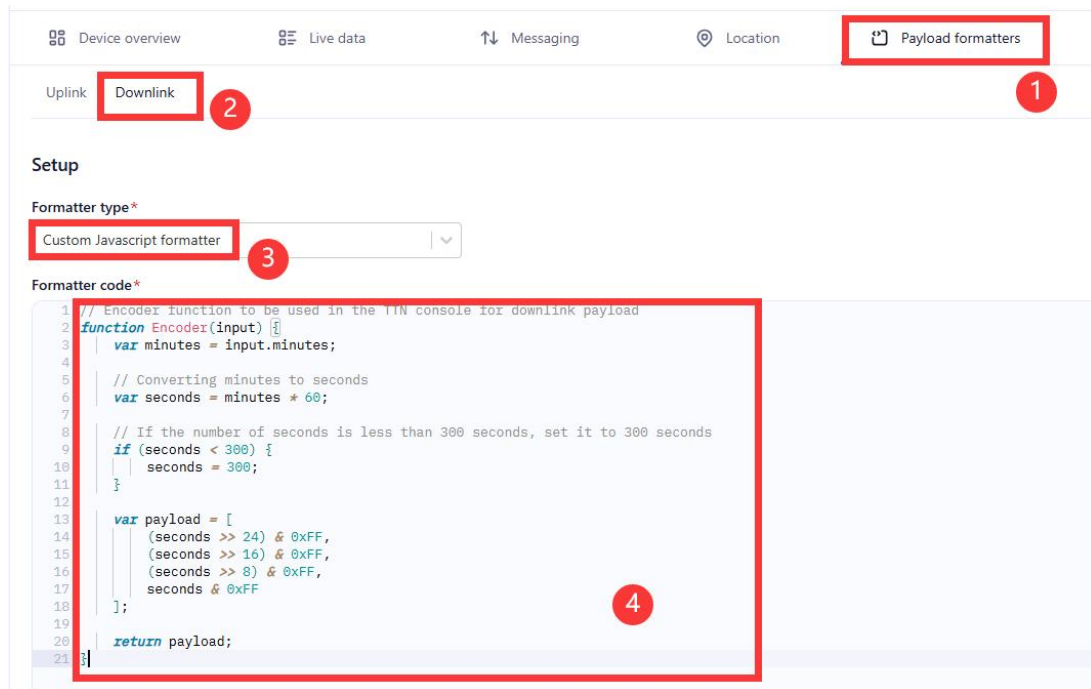 Device overview
Live data
Messaging
Location
Payload formatters
1
Uplink
Downlink
2
Setup
Formatter type*
Custom Javascript formatter
3
Formatter code*
1 // Encoder function to be used in the TTN console for downlink payload
2 function Encoder(input) {
3     var minutes = input.minutes;
4
5     // Converting minutes to seconds
6     var seconds = minutes * 60;
7
8     // If the number of seconds is less than 300 seconds, set it to 300 seconds
9     if (seconds < 300) {
10         seconds = 300;
11     }
12
13     var payload = [
14         (seconds >> 24) & 0xFF,
15         (seconds >> 16) & 0xFF,
16         (seconds >> 8) & 0xFF,
17         seconds & 0xFF
18     ];
19
20     return payload;
21 }
4